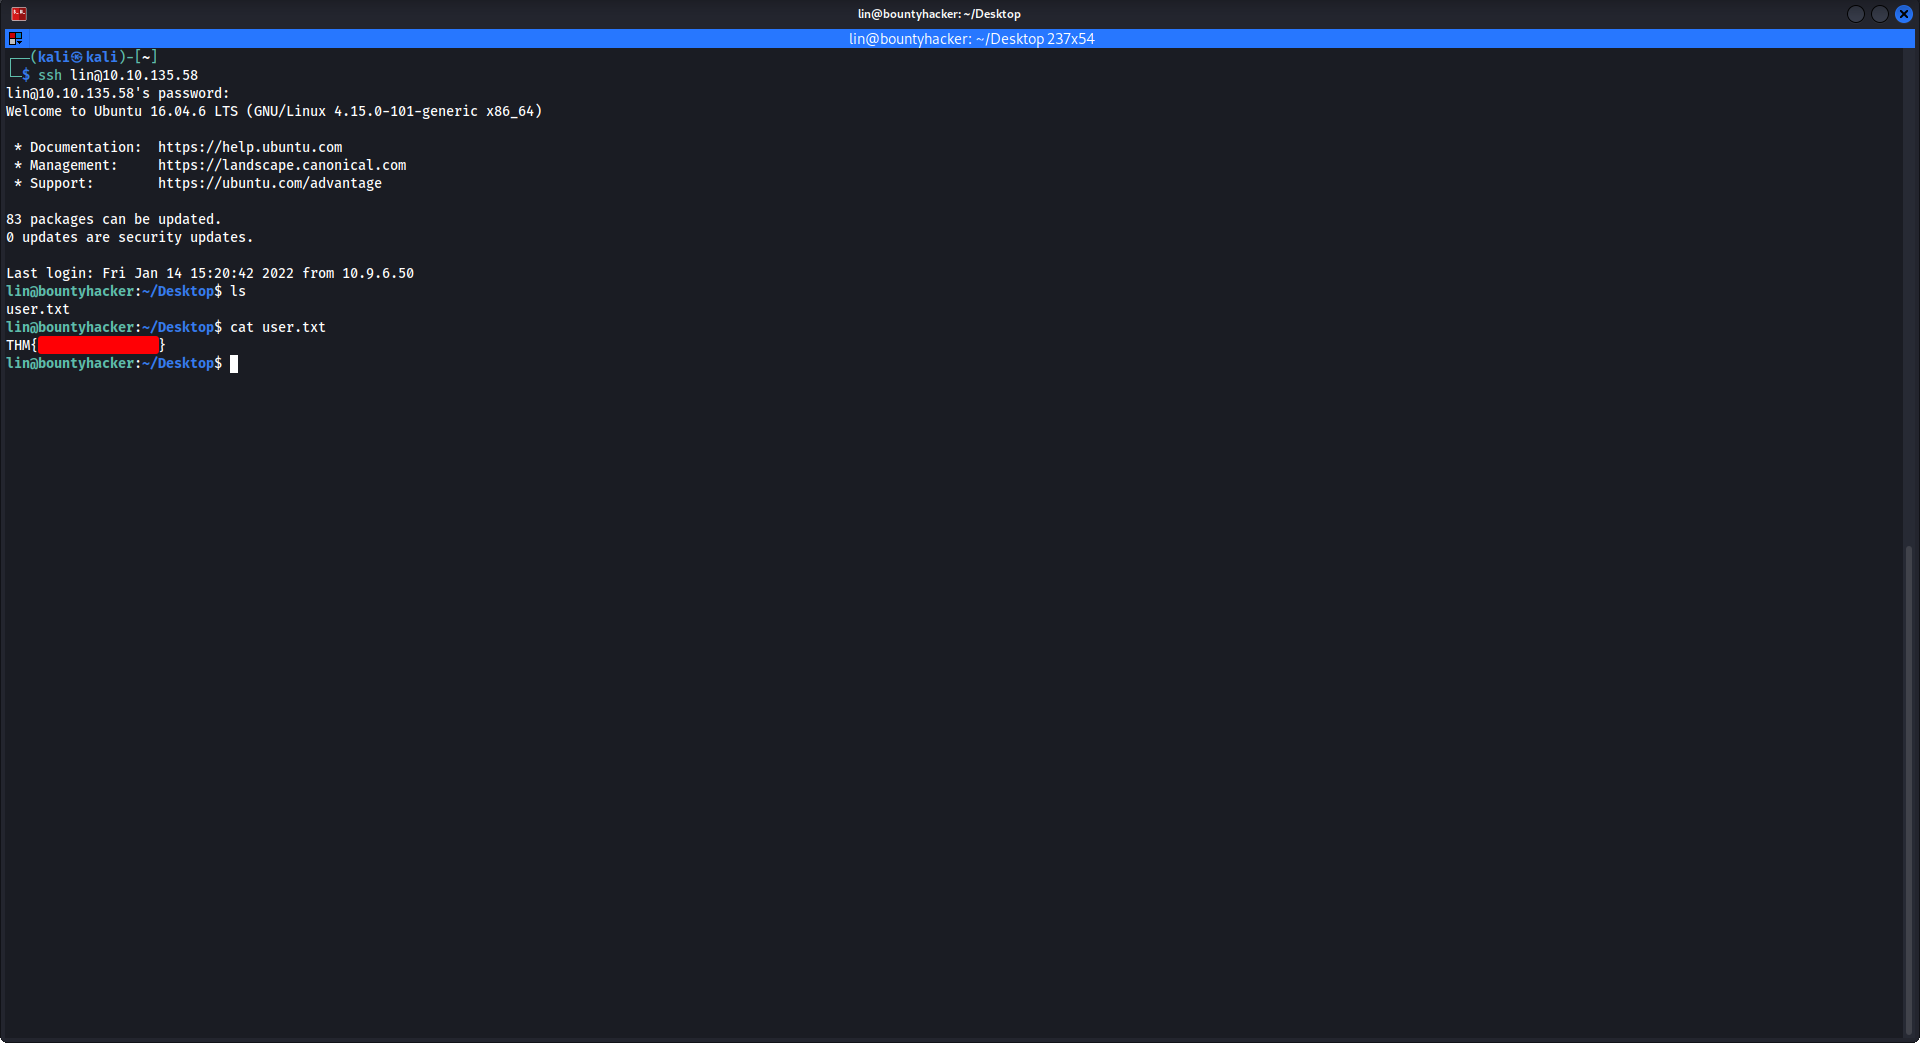 lin@bountyhacker: ~/Desktop
lin@bountyhacker: ~/Desktop 237x54
┌──(kali㉿kali)-[~]
└─$ ssh lin@10.10.135.58
lin@10.10.135.58's password:
Welcome to Ubuntu 16.04.6 LTS (GNU/Linux 4.15.0-101-generic x86_64)
 * Documentation:  https://help.ubuntu.com
 * Management:     https://landscape.canonical.com
 * Support:        https://ubuntu.com/advantage
83 packages can be updated.
0 updates are security updates.
Last login: Fri Jan 14 15:20:42 2022 from 10.9.6.50
lin@bountyhacker:~/Desktop$ ls
user.txt
lin@bountyhacker:~/Desktop$ cat user.txt
THM{ }
lin@bountyhacker:~/Desktop$